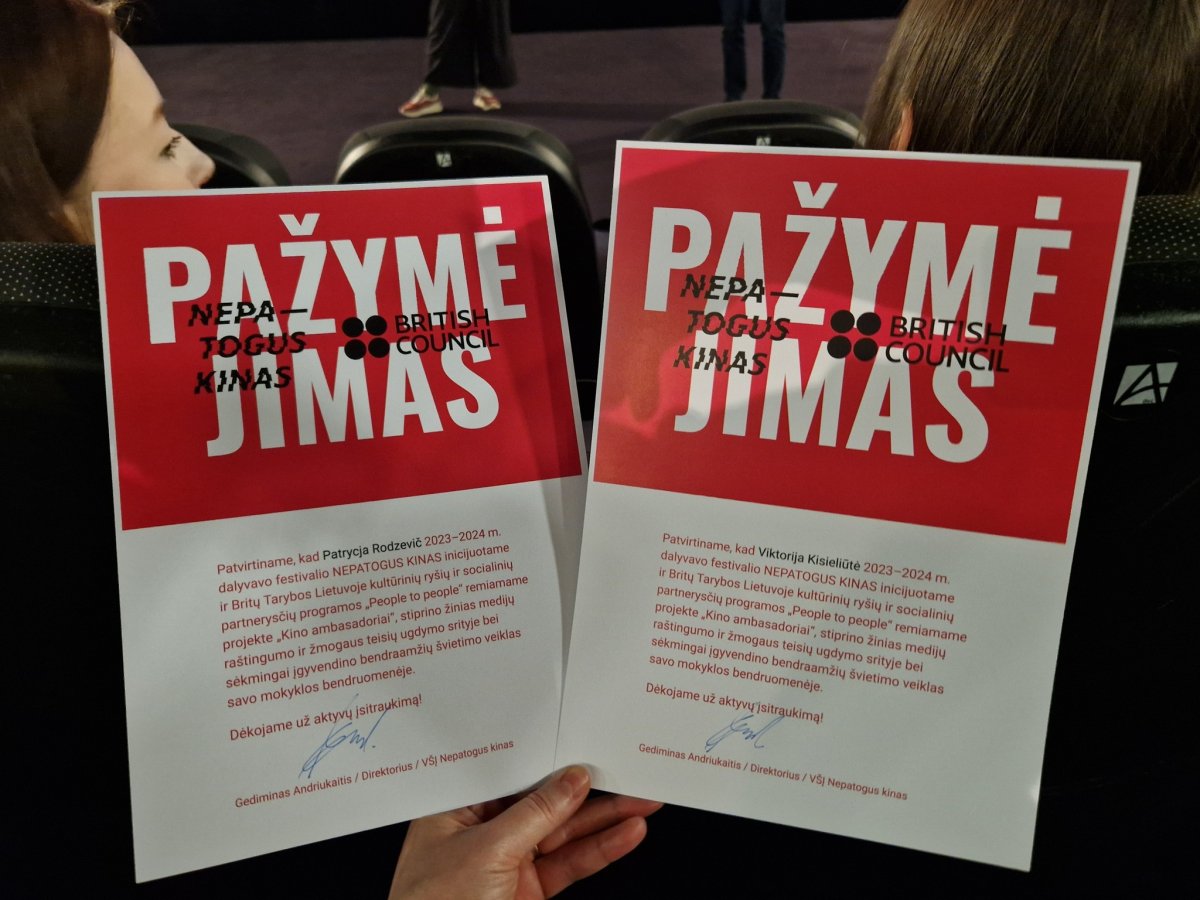 PAŽYMĖ
JIMAS
NEPA—
TOGUS
KINAS
BRITISH
COUNCIL
Patvirtiname, kad Patrycja Rodzevič 2023–2024 m.
dalyvavo festivalio NEPATOGUS KINAS inicijuotame
ir Britų Tarybos Lietuvoje kultūrinių ryšių ir socialinių
partnerysčių programos „People to people“ remiamame
projekte „Kino ambasadoriai“, stiprino žinias medijų
raštingumo ir žmogaus teisių ugdymo srityje bei
sėkmingai įgyvendino bendraamžių švietimo veiklas
savo mokyklos bendruomenėje.
Dėkojame už aktyvų įsitraukimą!
Gediminas Andriukaitis / Direktorius / VšĮ Nepatogus kinas
PAŽYMĖ
JIMAS
NEPA—
TOGUS
KINAS
BRITISH
COUNCIL
Patvirtiname, kad Viktorija Kisieliūtė 2023–2024 m.
dalyvavo festivalio NEPATOGUS KINAS inicijuotame
ir Britų Tarybos Lietuvoje kultūrinių ryšių ir socialinių
partnerysčių programos „People to people“ remiamame
projekte „Kino ambasadoriai“, stiprino žinias medijų
raštingumo ir žmogaus teisių ugdymo srityje bei
sėkmingai įgyvendino bendraamžių švietimo veiklas
savo mokyklos bendruomenėje.
Dėkojame už aktyvų įsitraukimą!
Gediminas Andriukaitis / Direktorius / VšĮ Nepatogus kinas